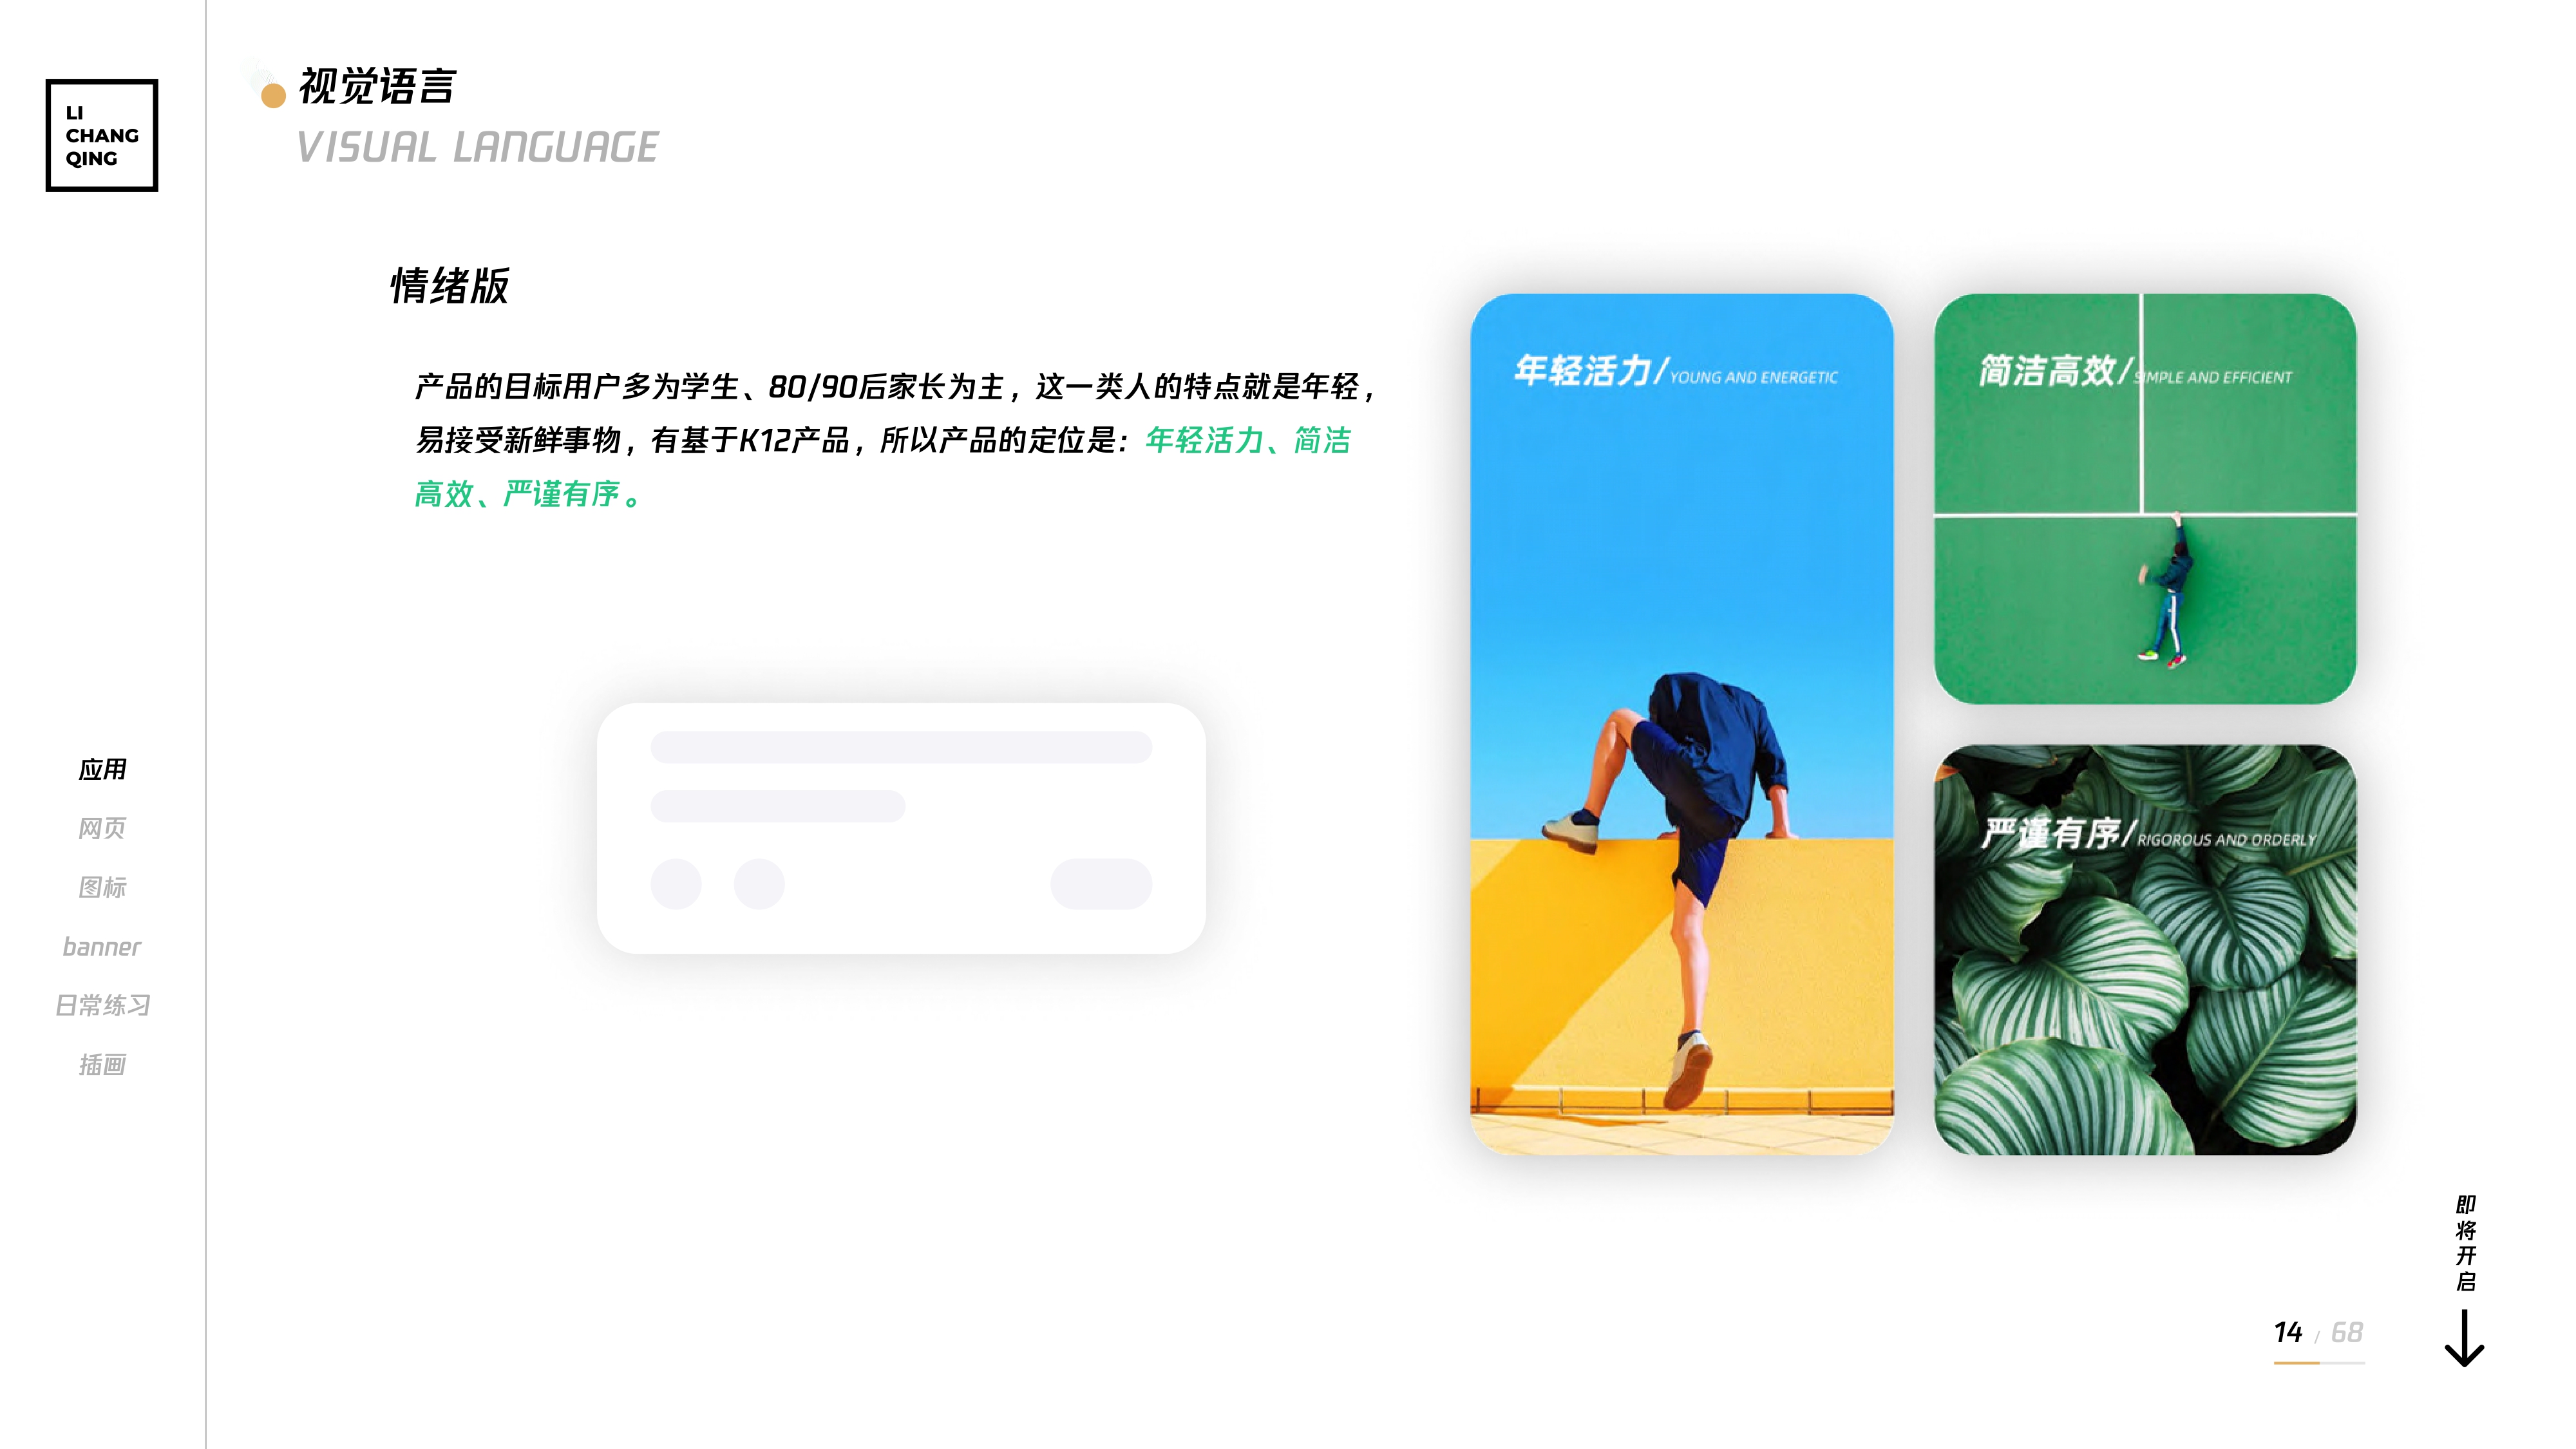 LI
CHANG
QING
视觉语言
VISUAL LANGUAGE
情绪版
产品的目标用户多为学生、80/90后家长为主，这一类人的特点就是年轻，
易接受新鲜事物，有基于K12产品，所以产品的定位是：年轻活力、简洁
高效、严谨有序。
年轻活力/YOUNG AND ENERGETIC
简洁高效/SIMPLE AND EFFICIENT
严谨有序/RIGOROUS AND ORDERLY
应用
网页
图标
banner
日常练习
插画
即将开启
14 / 68